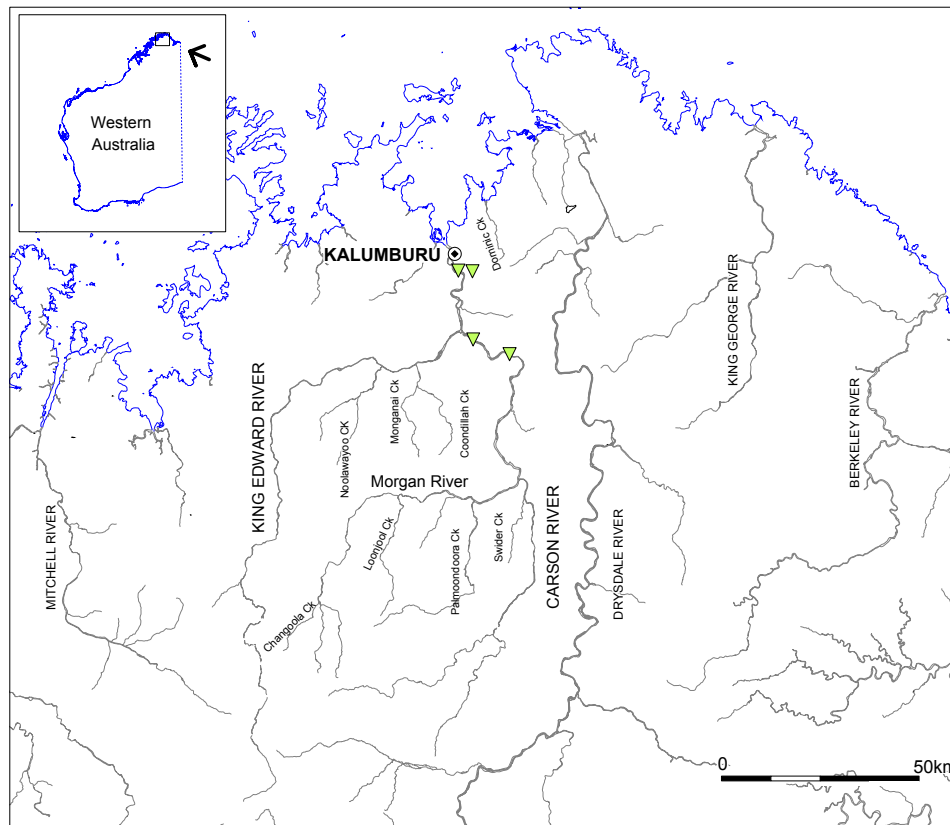 Western
Australia
KALUMBURU
Dominic Ck
KING GEORGE RIVER
KING EDWARD RIVER
Noolawayoo CK
Monganai Ck
Coondillah Ck
BERKELEY RIVER
Morgan River
MITCHELL RIVER
Loonjool Ck
Palmoondoora Ck
Swider Ck
CARSON RIVER
DRYSDALE RIVER
Changoola Ck
0
50km